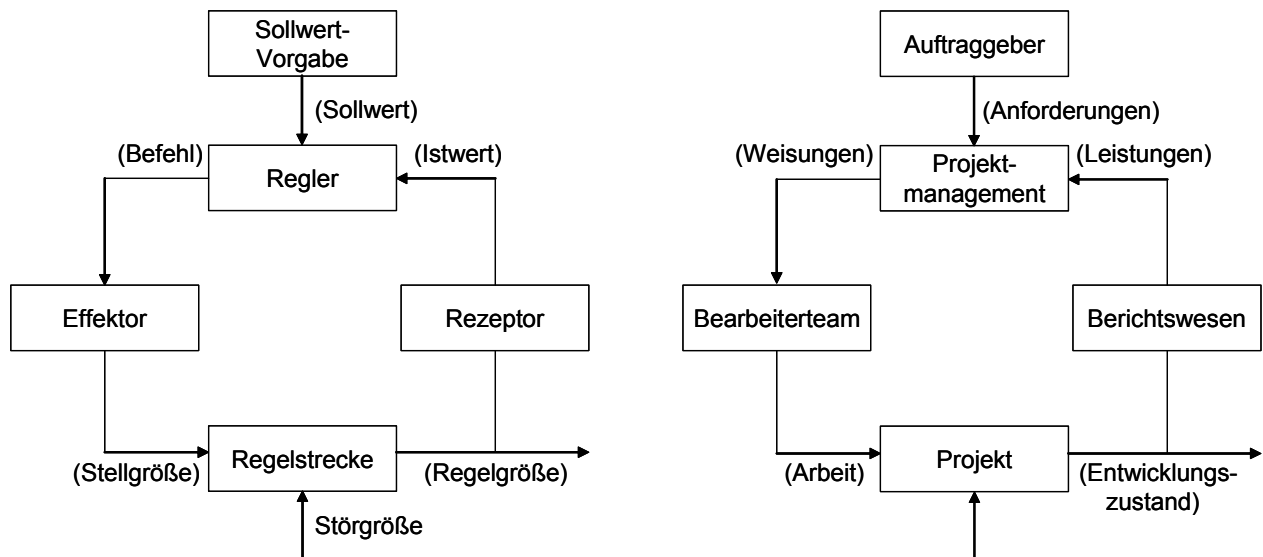 Sollwert-
Vorgabe
(Sollwert)
(Befehl)
(Istwert)
Regler
Effektor
Rezeptor
(Stellgröße)
Regelstrecke
(Regelgröße)
Störgröße
Auftraggeber
(Anforderungen)
(Weisungen)
(Leistungen)
Projekt-
management
Bearbeiterteam
Berichtswesen
(Arbeit)
Projekt
(Entwicklungs-
zustand)